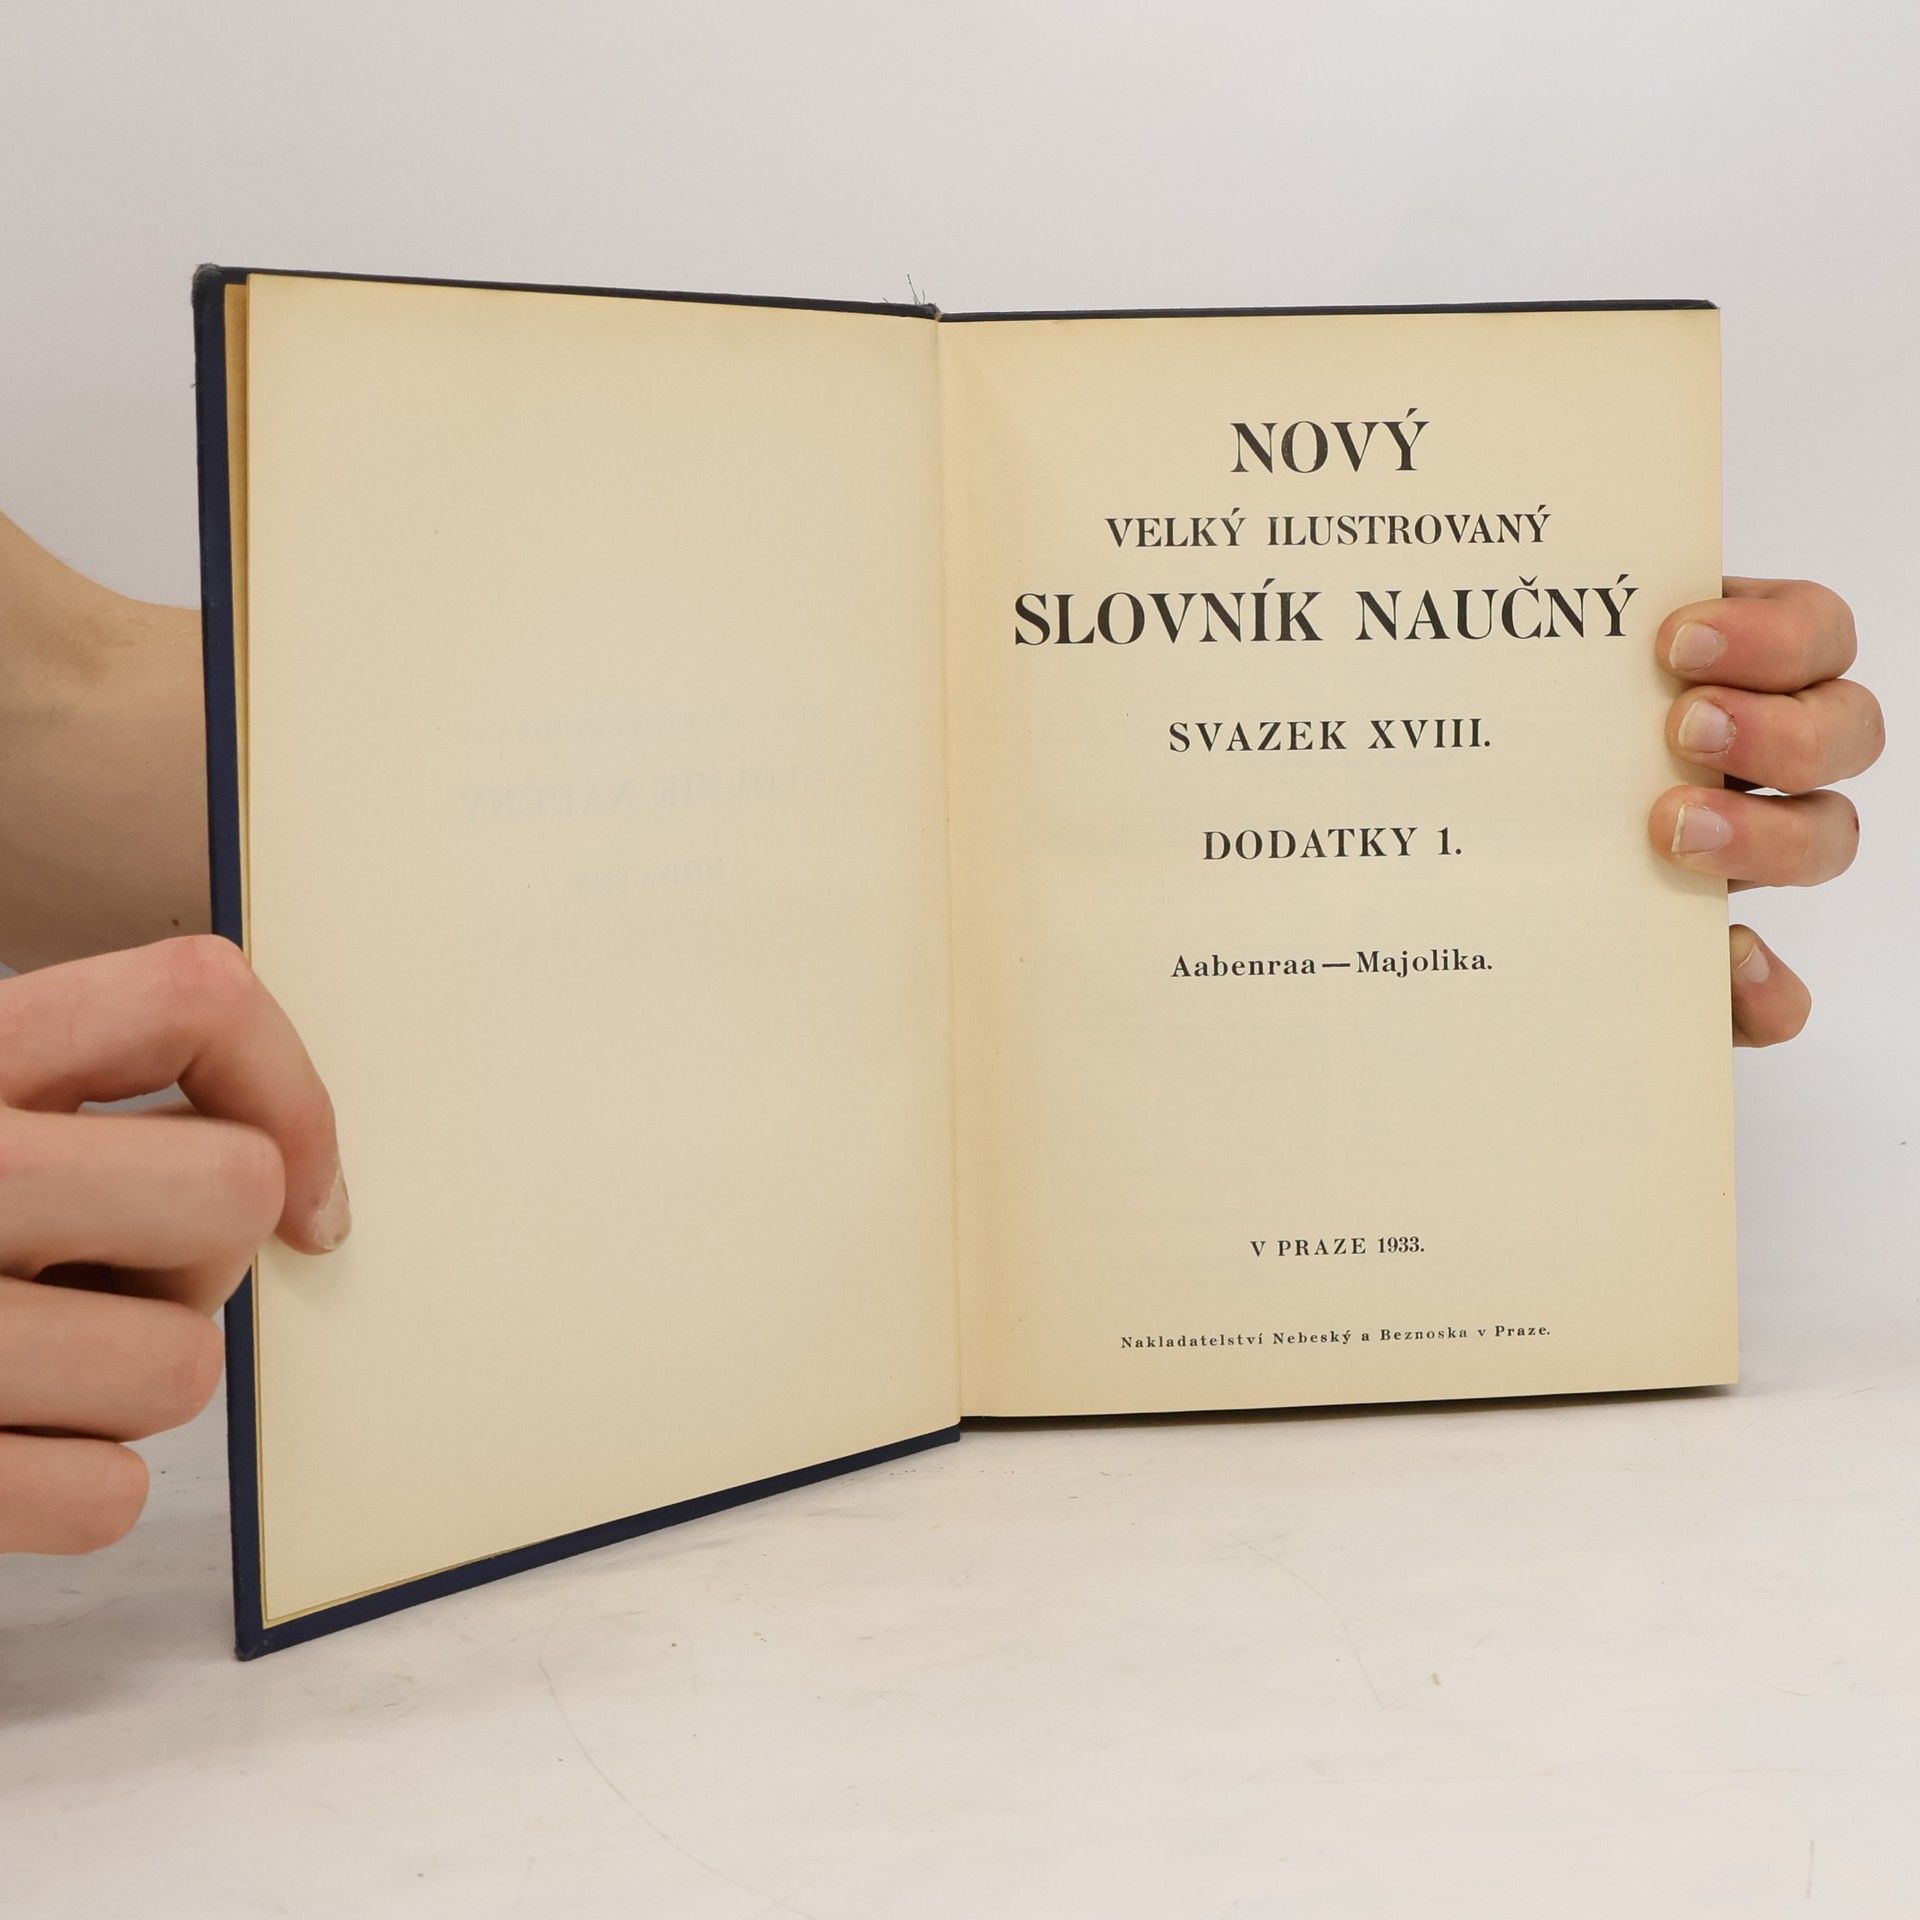 NOVÝ
VELKÝ ILUSTROVANÝ
SLOVNÍK NAUČNÝ
SVAZEK XVIII.
DODATKY 1.
Aabenraa — Majolika.
V PRAZE 1933.
Nakladatelství Nebeský a Beznoska v Praze.